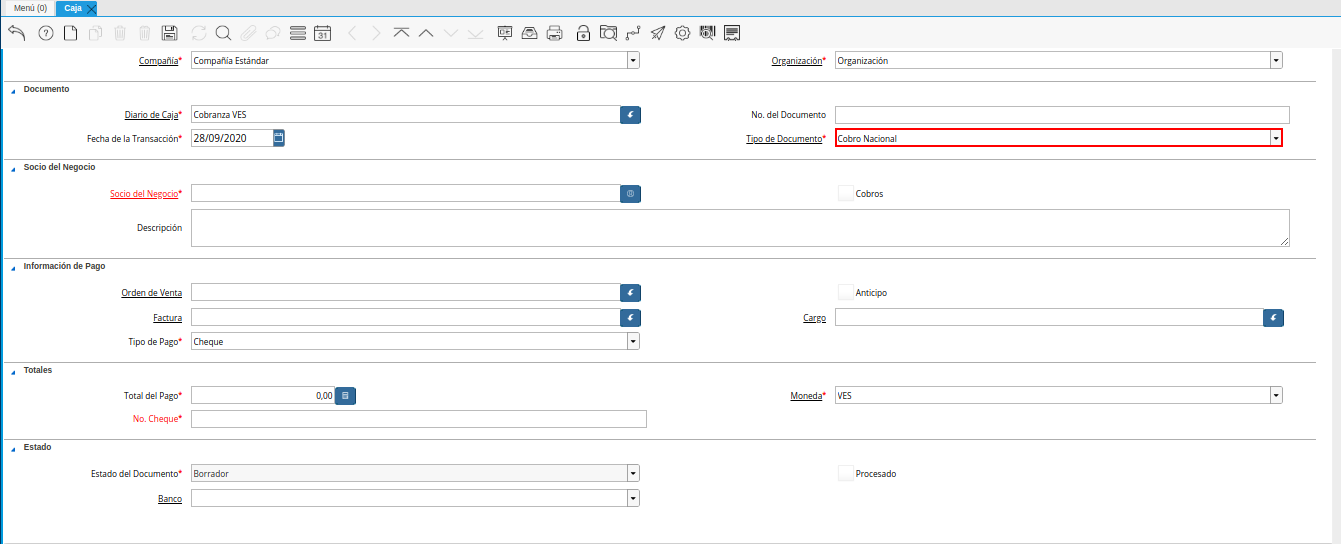 Menú (0) Caja
31
Compañía* Compañía Estándar Organización* Organización
Documento
Diario de Caja* Cobranza VES No. del Documento
Fecha de la Transacción* 28/09/2020 Tipo de Documento* Cobro Nacional
Socio del Negocio
Socio del Negocio* Cobros
Descripción
Información de Pago
Orden de Venta Anticipo
Factura Cargo
Tipo de Pago* Cheque
Totales
Total del Pago* 0,00 Moneda* VES
No. Cheque*
Estado
Estado del Documento* Borrador Procesado
Banco